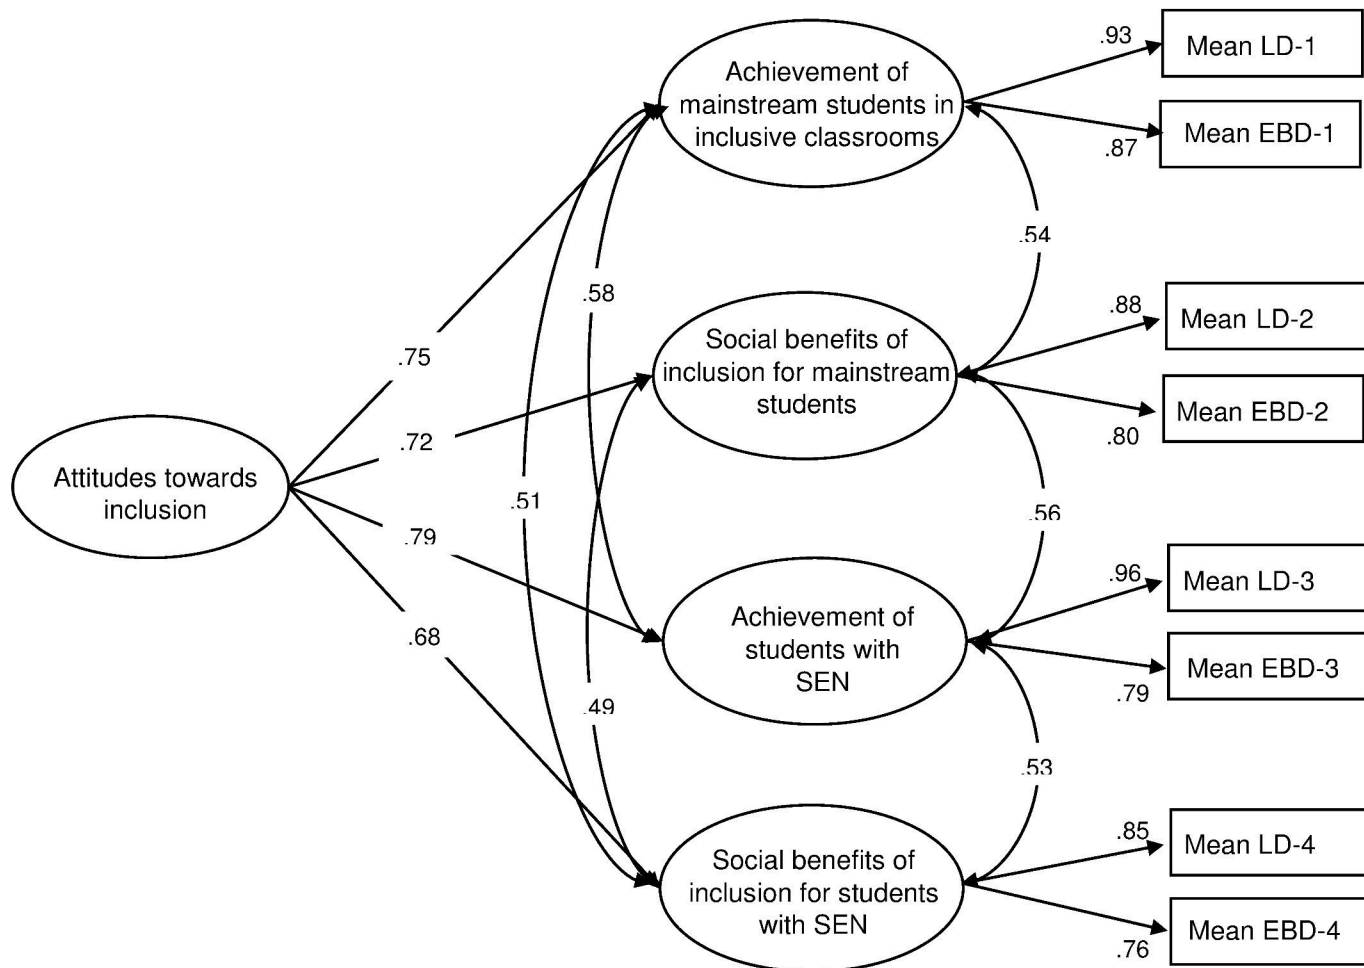 .93
Mean LD-1
Achievement of
mainstream students in
inclusive classrooms
Mean EBD-1
.87
.54
.58
.88
Mean LD-2
Social benefits of
inclusion for mainstream
students
.75
Mean EBD-2
.80
.72
Attitudes towards
inclusion
.51
.56
.79
.96
Mean LD-3
Achievement of
students with
SEN
.68
Mean EBD-3
.79
.49
.53
.85
Mean LD-4
Social benefits of
inclusion for students
with SEN
Mean EBD-4
.76